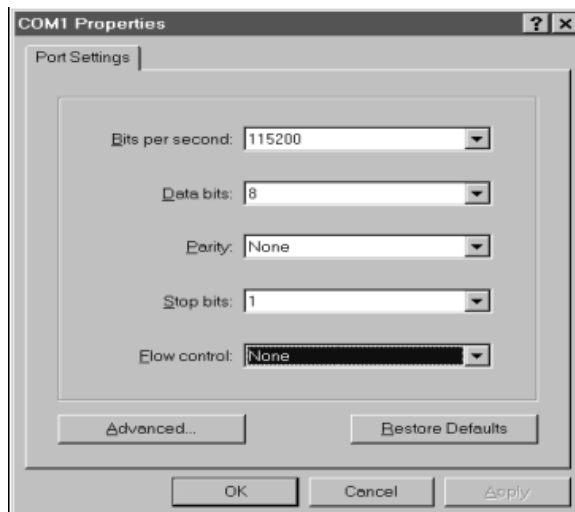 COM1 Properties
Port Settings
Bits per second: 115200
Data bits: 8
Parity: None
Stop bits: 1
Flow control: None
Advanced... Restore Defaults
OK Cancel Apply